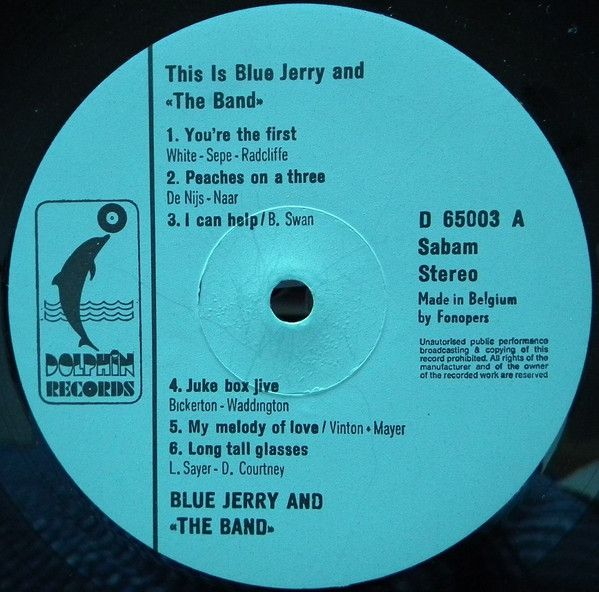 This Is Blue Jerry and
«The Band»
1. You're the first
White - Sepe - Radcliffe
2. Peaches on a three
De Nijs - Naar
3. I can help / B. Swan
D 65003 A
Sabam
Stereo
Made in Belgium
by Fonopers
Unautorised public performance
broadcasting & copying of this
record prohibited. All rights of the
manufacturer and of the owner
of the recorded work are reserved
DOLPHIN
RECORDS
4. Juke box jive
Bickerton - Waddington
5. My melody of love / Vinton + Mayer
6. Long tall glasses
L. Sayer - D. Courtney
BLUE JERRY AND
«THE BAND»